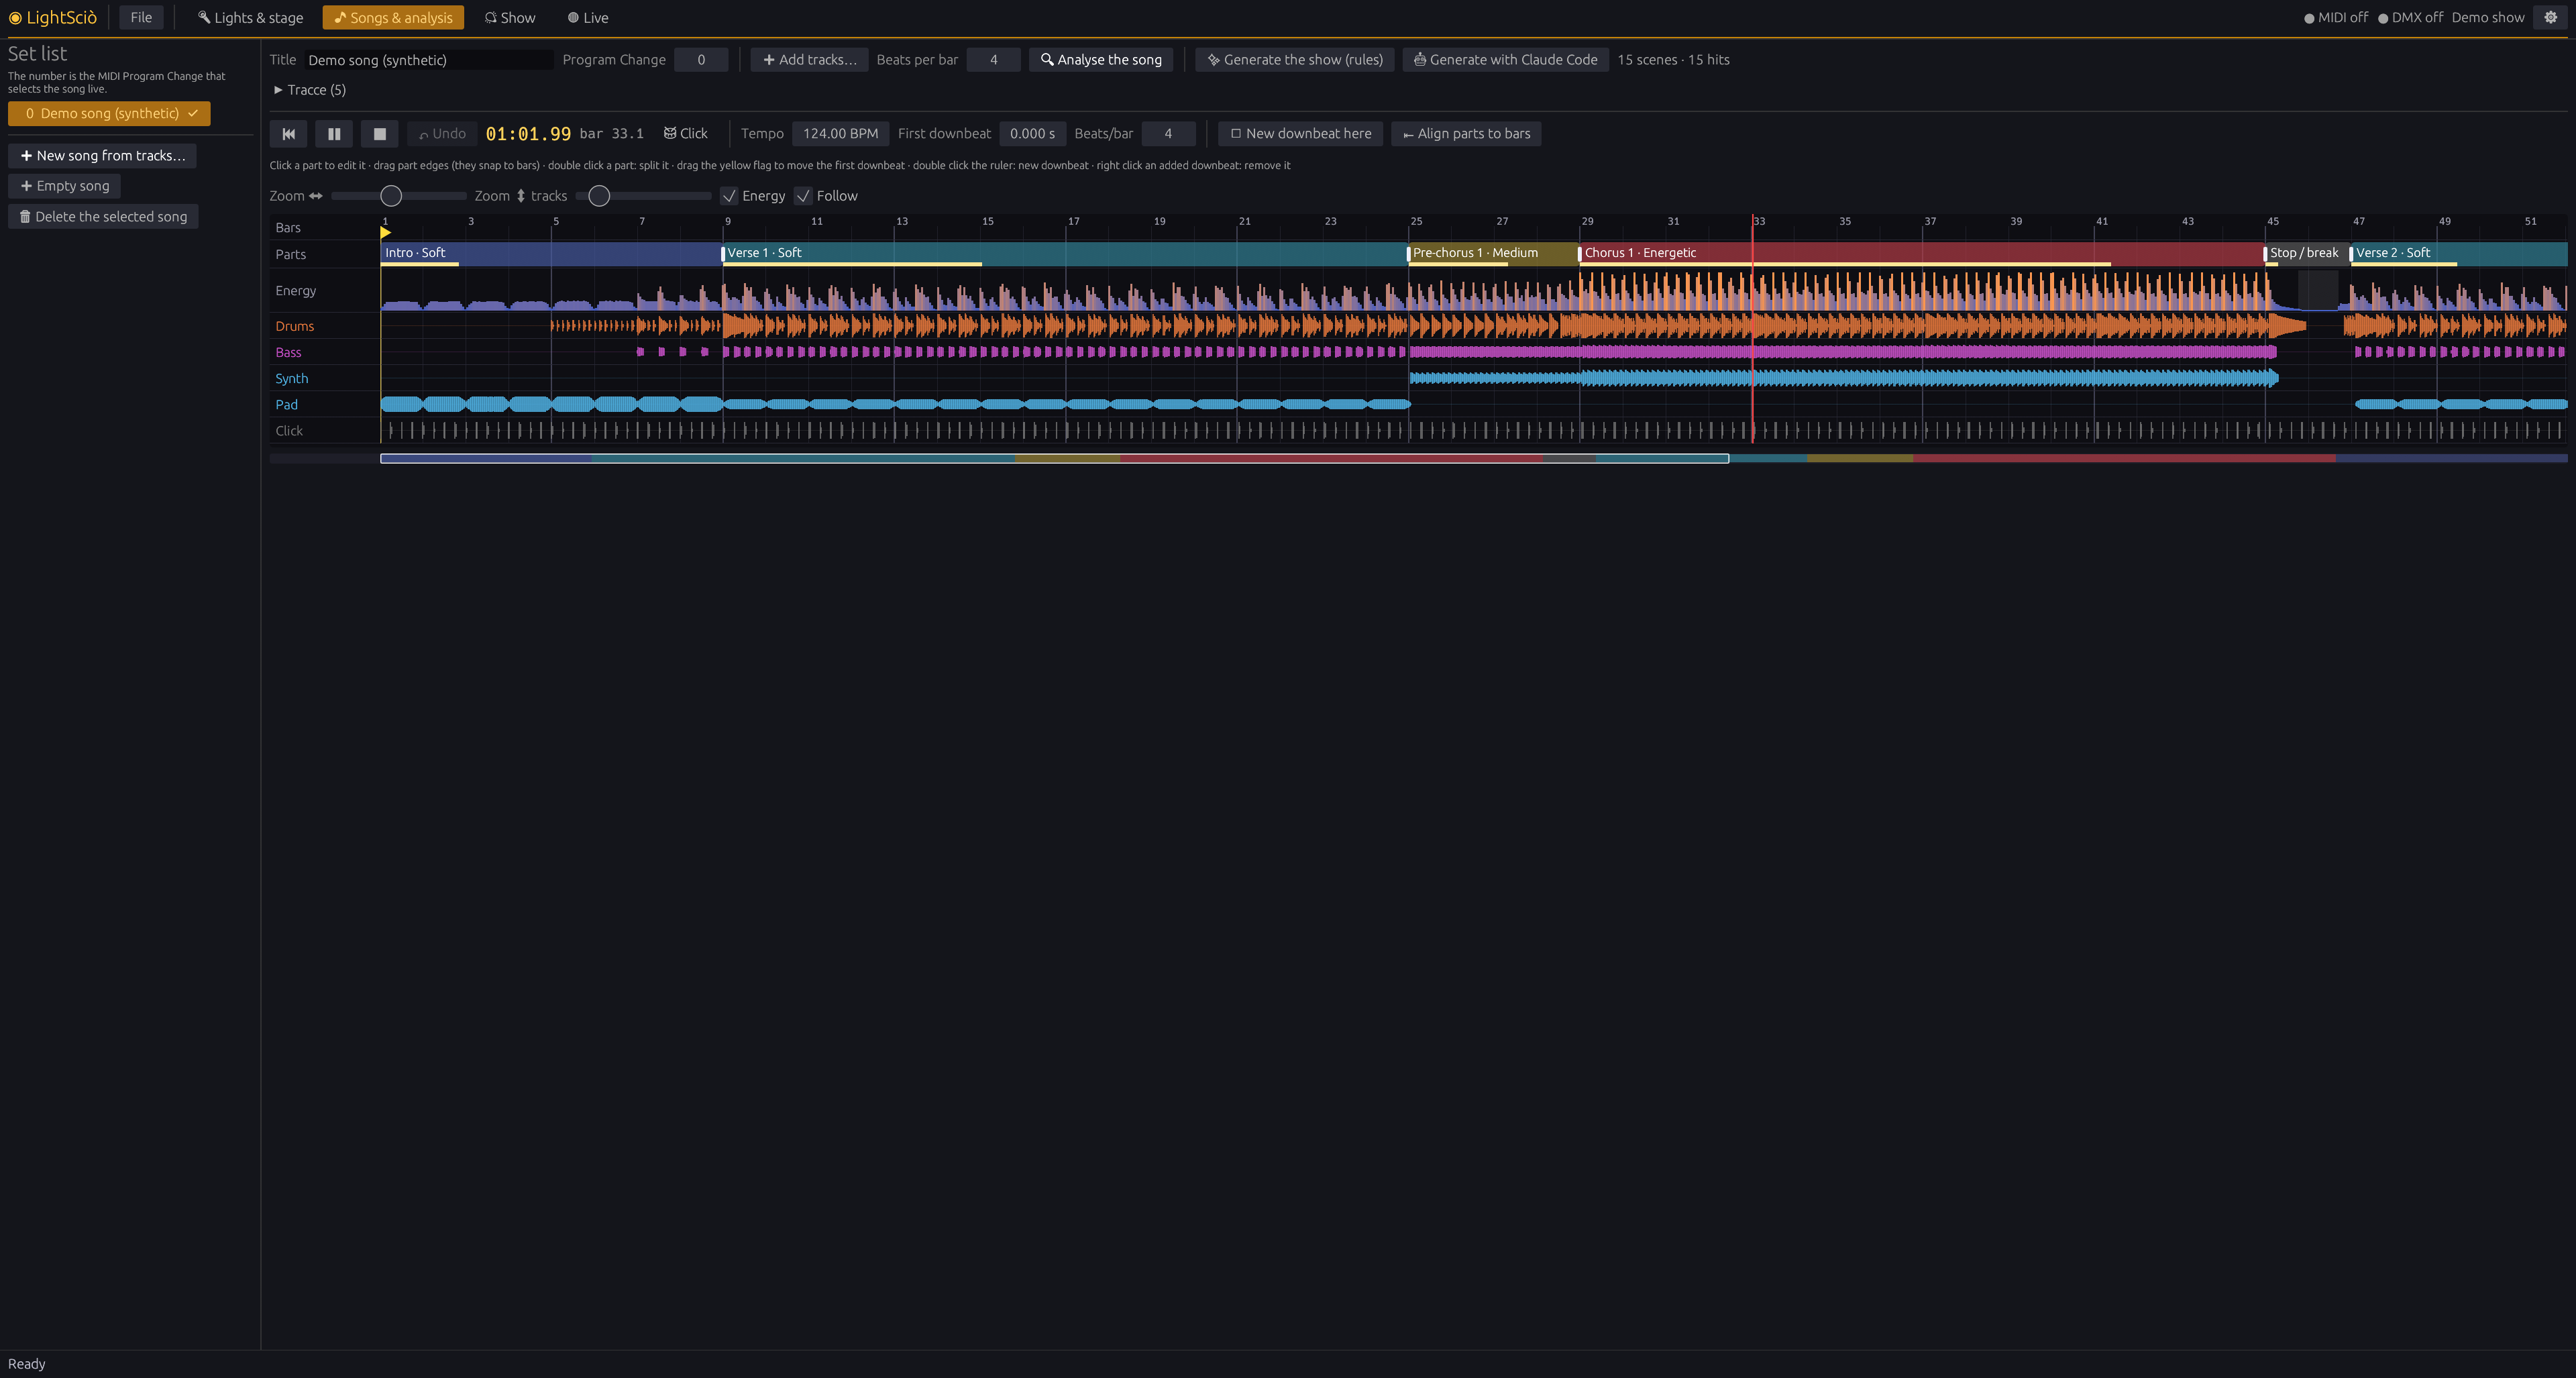 LightSciò File Lights & stage Songs & analysis Show Live MIDI off DMX off Demo show
Set list
The number is the MIDI Program Change that
selects the song live.
0 Demo song (synthetic)
New song from tracks…
Empty song
Delete the selected song
Title Demo song (synthetic) Program Change 0 Add tracks… Beats per bar 4 Analyse the song Generate the show (rules) Generate with Claude Code 15 scenes · 15 hits
Tracce (5)
Undo 01:01.99 bar 33.1 Click Tempo 124.00 BPM First downbeat 0.000 s Beats/bar 4 New downbeat here Align parts to bars
Click a part to edit it · drag part edges (they snap to bars) · double click a part: split it · drag the yellow flag to move the first downbeat · double click the ruler: new downbeat · right click an added downbeat: remove it
Zoom Zoom tracks Energy Follow
Bars 1 3 5 7 9 11 13 15 17 19 21 23 25 27 29 31 33 35 37 39 41 43 45 47 49 51
Parts Intro · Soft Verse 1 · Soft Pre-chorus 1 · Medium Chorus 1 · Energetic Stop / break Verse 2 · Soft
Energy
Drums
Bass
Synth
Pad
Click
Ready